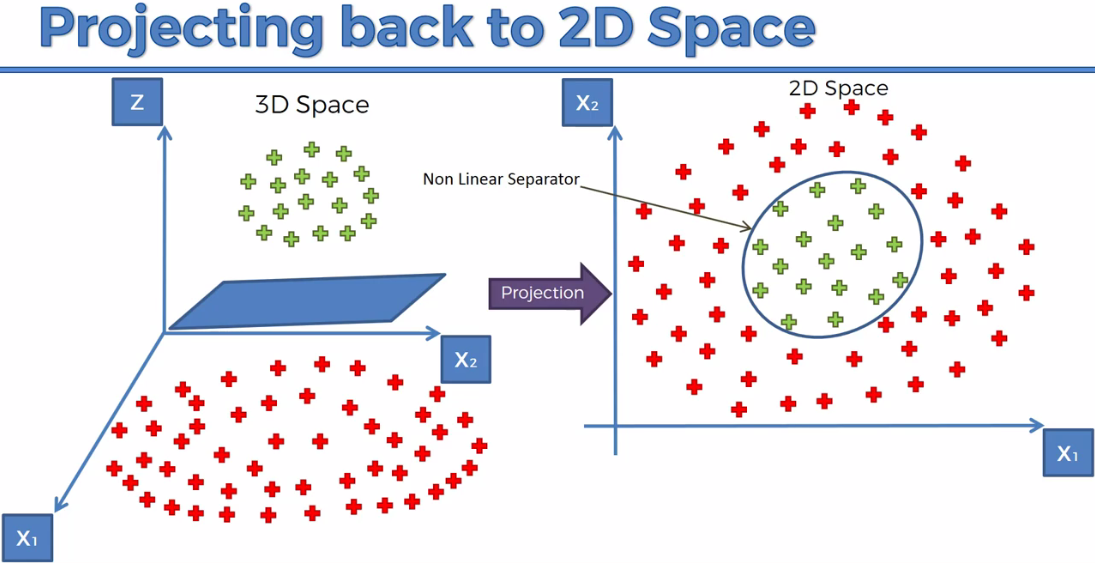 Projecting back to 2D Space
Z
3D Space
X₂
X₁
Projection
X₂
2D Space
Non Linear Separator
X₁